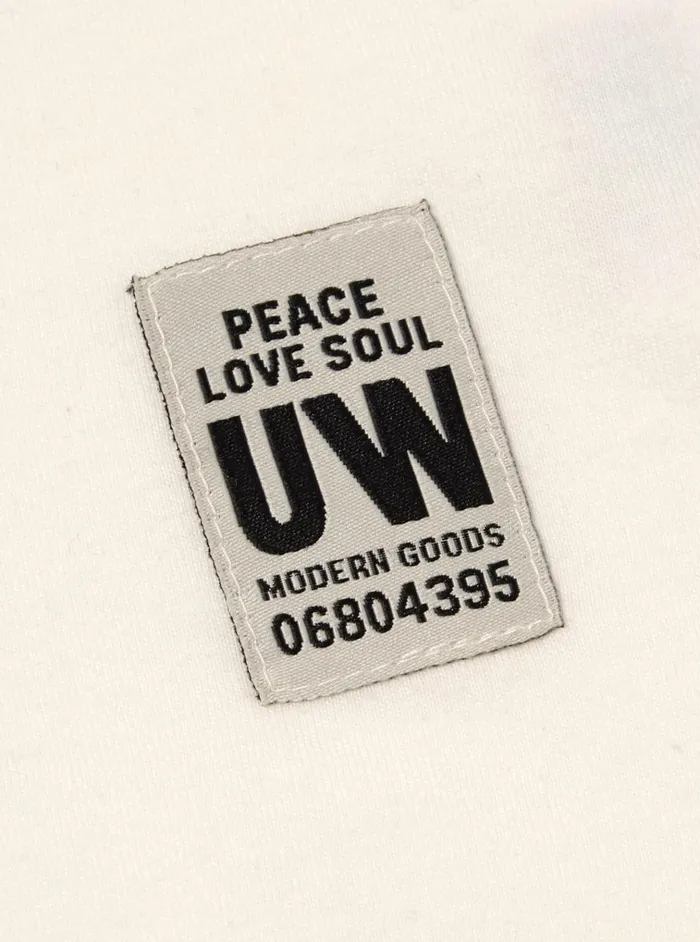 PEACE
LOVE SOUL
UW
MODERN GOODS
06804395